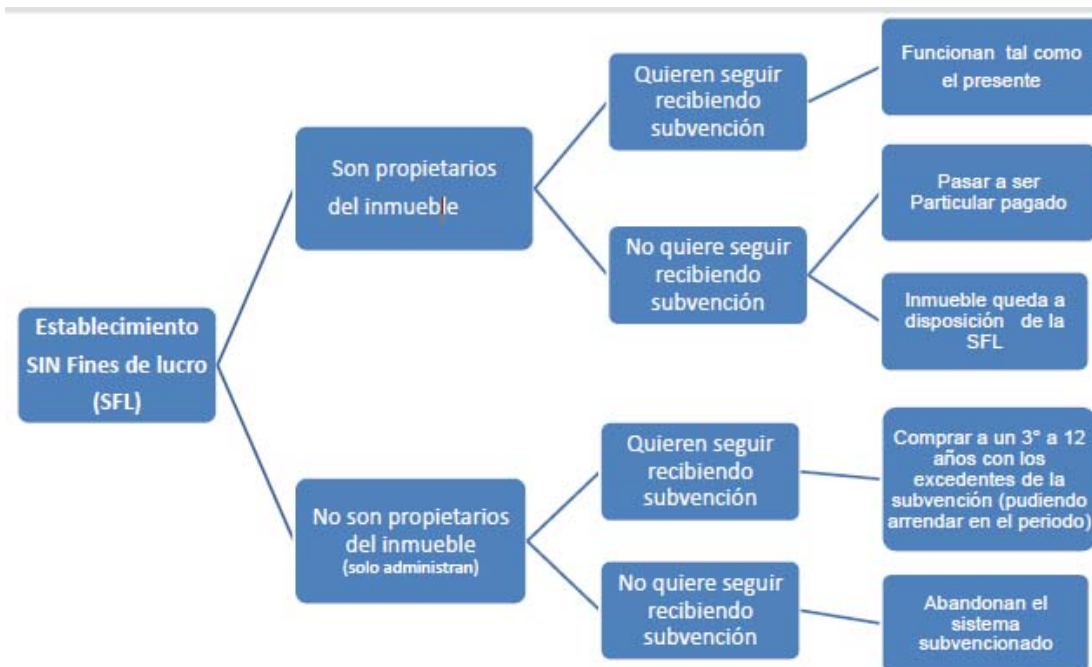 Establecimiento
SIN Fines de lucro
(SFL)
Son propietarios
del inmueble
Quieren seguir
recibiendo
subvención
Funcionan tal como
el presente
No quiere seguir
recibiendo
subvención
Pasar a ser
Particular pagado
Inmueble queda a
disposición de la
SFL
No son propietarios
del inmueble
(solo administran)
Quieren seguir
recibiendo
subvención
Comprar a un 3° a 12
años con los
excedentes de la
subvención (pudiendo
arrendar en el periodo)
No quiere seguir
recibiendo
subvención
Abandonan el
sistema
subvencionado